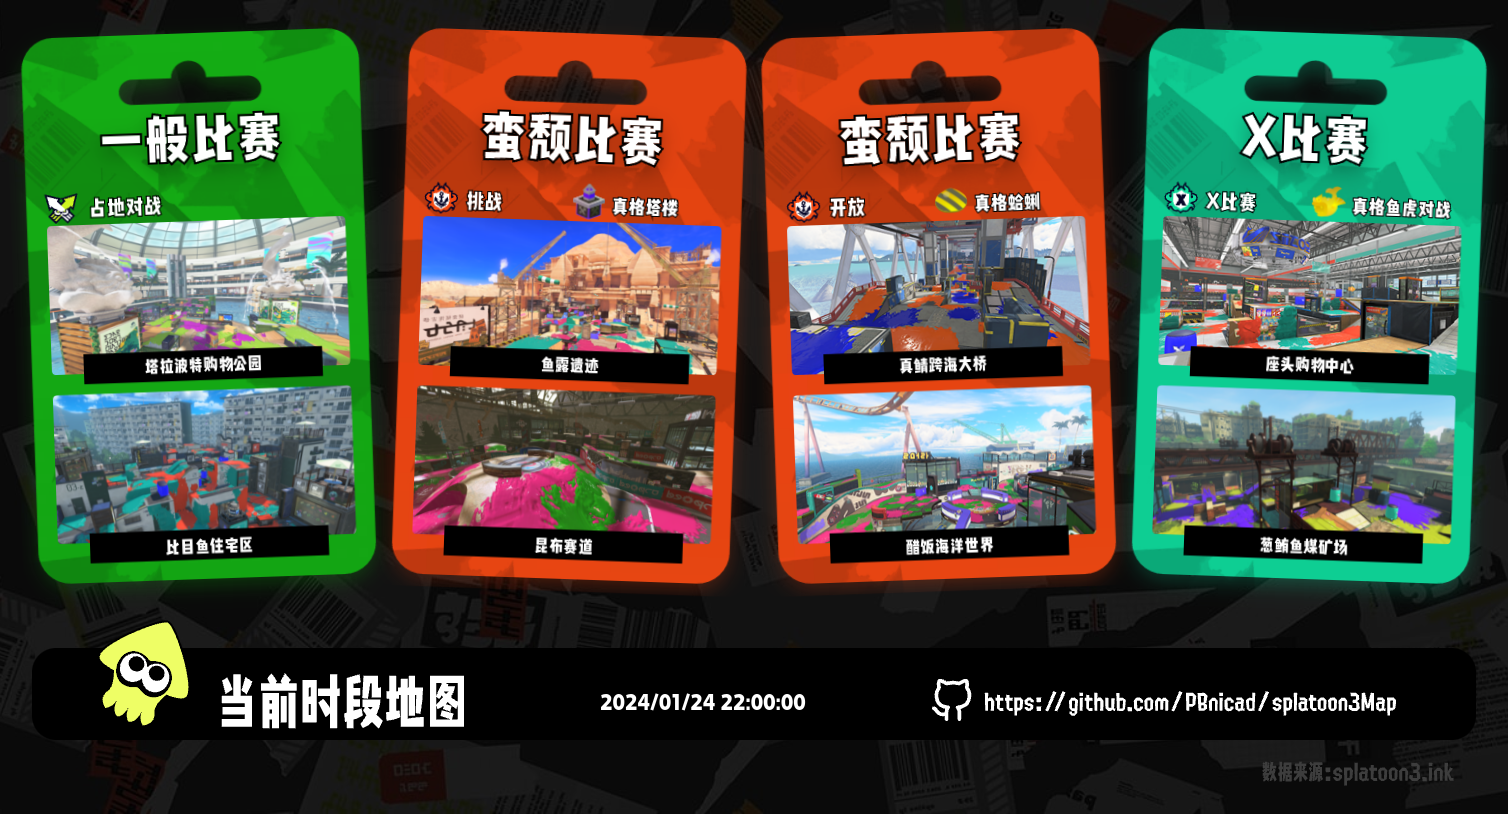 一般比赛
占地对战
塔拉波特购物公园
比目鱼住宅区
蛮颓比赛
挑战
真格塔楼
鱼露遗迹
昆布赛道
蛮颓比赛
开放
真格蛤蜊
真鲭跨海大桥
醋饭海洋世界
X比赛
X比赛
真格鱼虎对战
座头购物中心
葱鲔鱼煤矿场
当前时段地图
2024/01/24 22:00:00
https://github.com/PBnicad/splatoon3Map
数据来源:splatoon3.ink